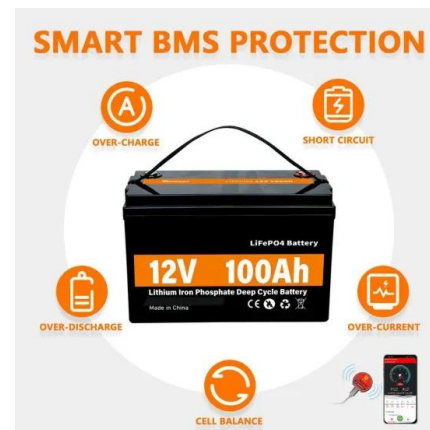 SMART BMS PROTECTION
OVER-CHARGE
SHORT CIRCUIT
LiFePO4 Battery
12V 100Ah
Lithium Iron Phosphate Deep Cycle Battery
Made in China
CE
OVER-DISCHARGE
OVER-CURRENT
CELL BALANCE